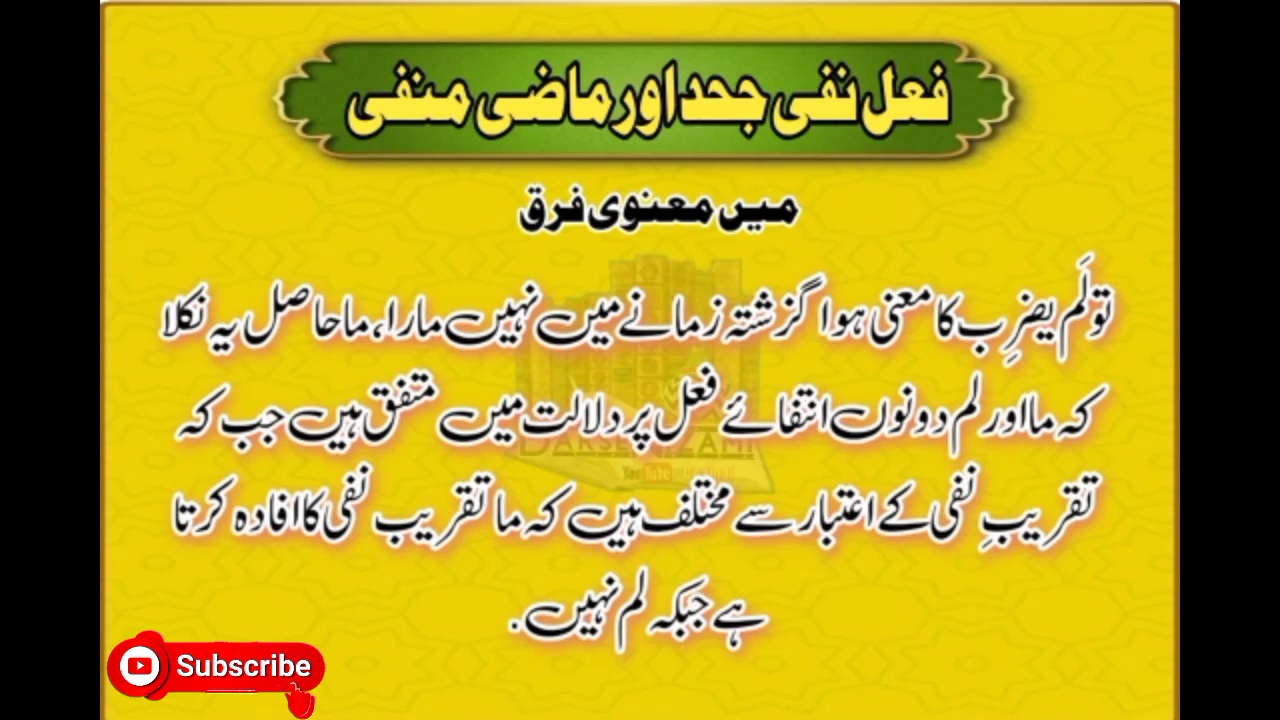 فعل نفی جحد اور ماضی منفی
میں معنوی فرق
تو لَم یضرِب کا معنی ہوا گزشتہ زمانے میں نہیں مارا، ماحاصل یہ نکلا
کہ ما اور لم دونوں انتفائے فعل پر دلالت میں متفق ہیں جب کہ
تقریبِ نفی کے اعتبار سے مختلف ہیں کہ ما تقریب نفی کا افادہ کرتا
ہے جبکہ لم نہیں.
Subscribe